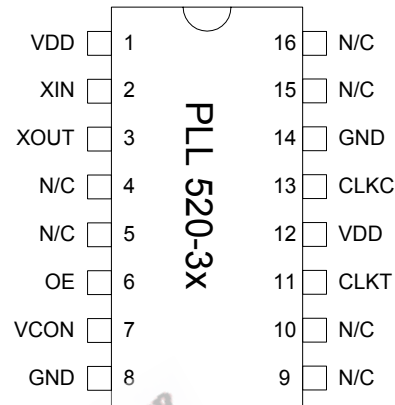 VDD 1 16 N/C
XIN 2 15 N/C
XOUT 3 14 GND
N/C 4 13 CLKC
N/C 5 12 VDD
OE 6 11 CLKT
VCON 7 10 N/C
GND 8 9 N/C
PLL 520-3x